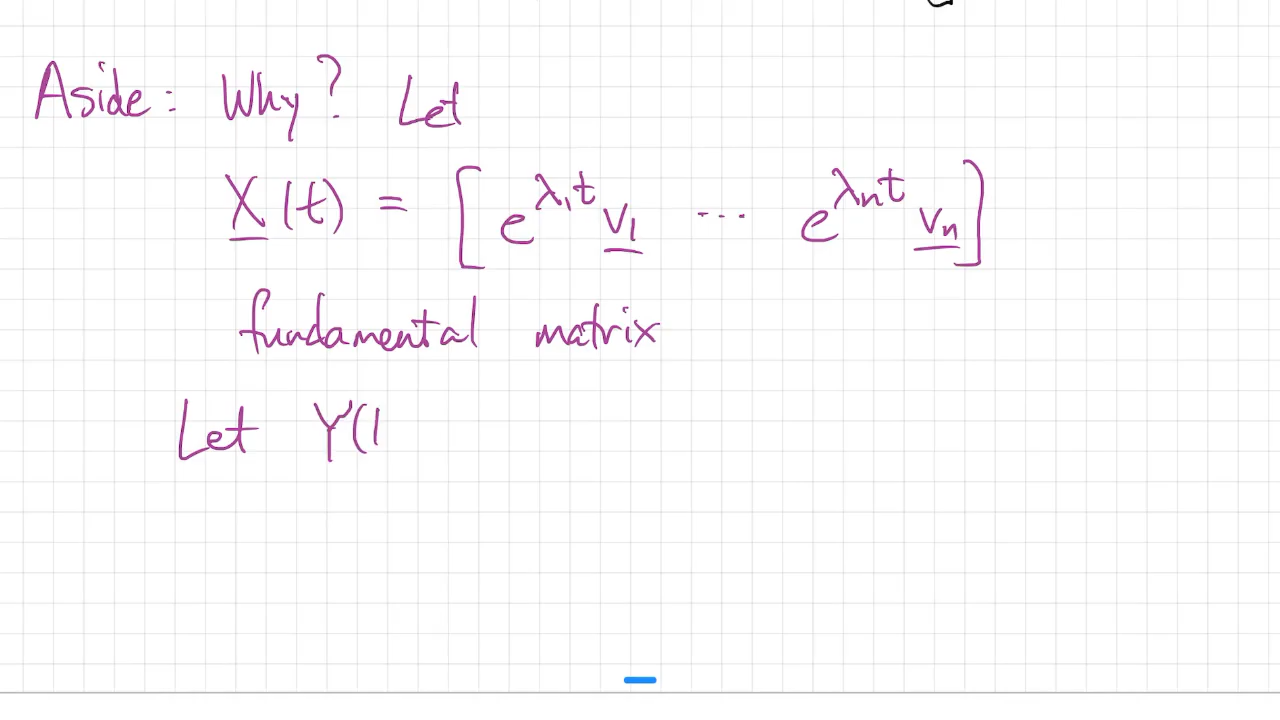 Aside: Why? Let
X(t) = [e^{λ₁t} v₁ ... e^{λₙt} vₙ]
fundamental matrix
Let Y(